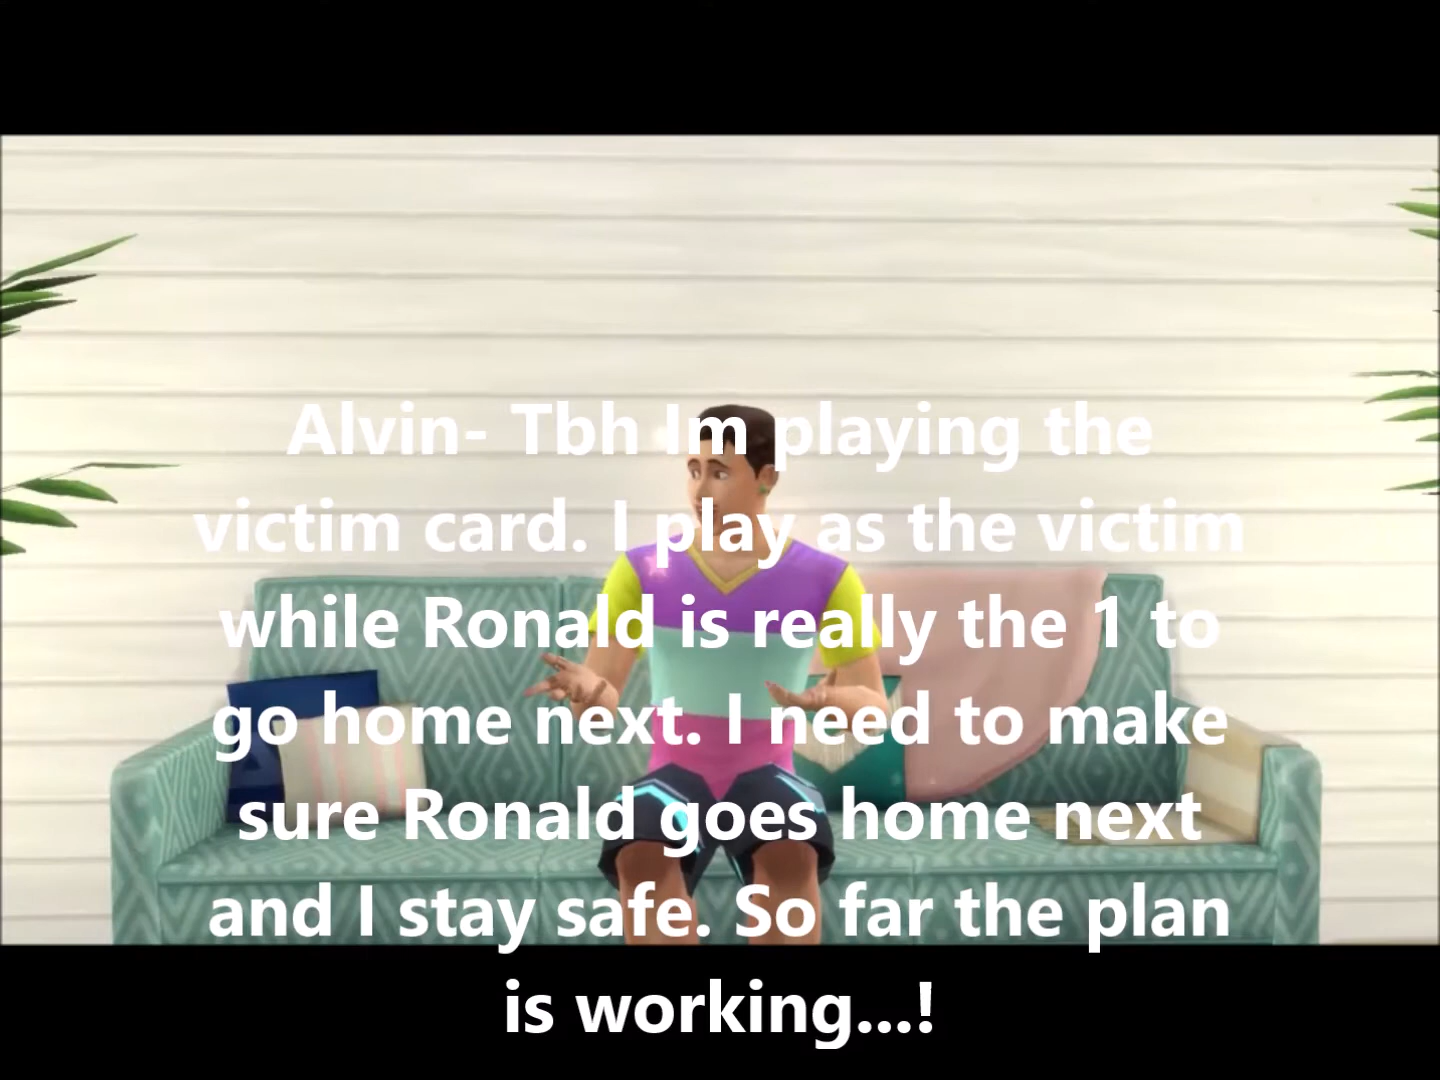 Alvin- Tbh Im playing the
victim card. I play as the victim
while Ronald is really the 1 to
go home next. I need to make
sure Ronald goes home next
and I stay safe. So far the plan
is working...!